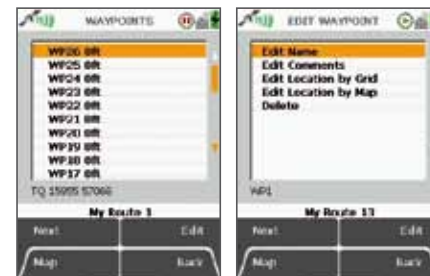 WAYPOINTS
WP26 0ft
WP25 0ft
WP24 0ft
WP23 0ft
WP22 0ft
WP21 0ft
WP20 0ft
WP19 0ft
WP18 0ft
WP17 0ft
TQ 15955 57066
My Route 1
Next Edit
Map Back
EDIT WAYPOINT
Edit Name
Edit Comments
Edit Location by Grid
Edit Location by Map
Delete
WP1
My Route 13
Next Edit
Map Back